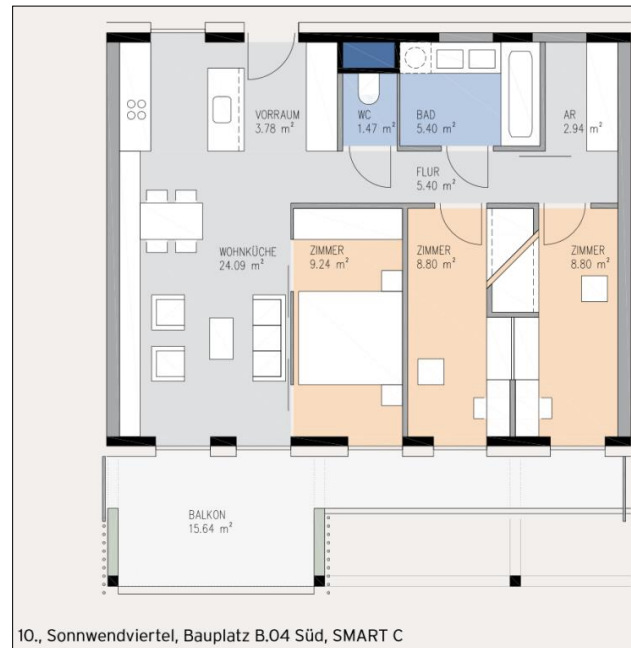 VORRAUM
3.78 m²
WC
1.47 m²
BAD
5.40 m²
AR
2.94 m²
FLUR
5.40 m²
WOHNKÜCHE
24.09 m²
ZIMMER
9.24 m²
ZIMMER
8.80 m²
ZIMMER
8.80 m²
BALKON
15.64 m²
10., Sonnwendviertel, Bauplatz B.04 Süd, SMART C